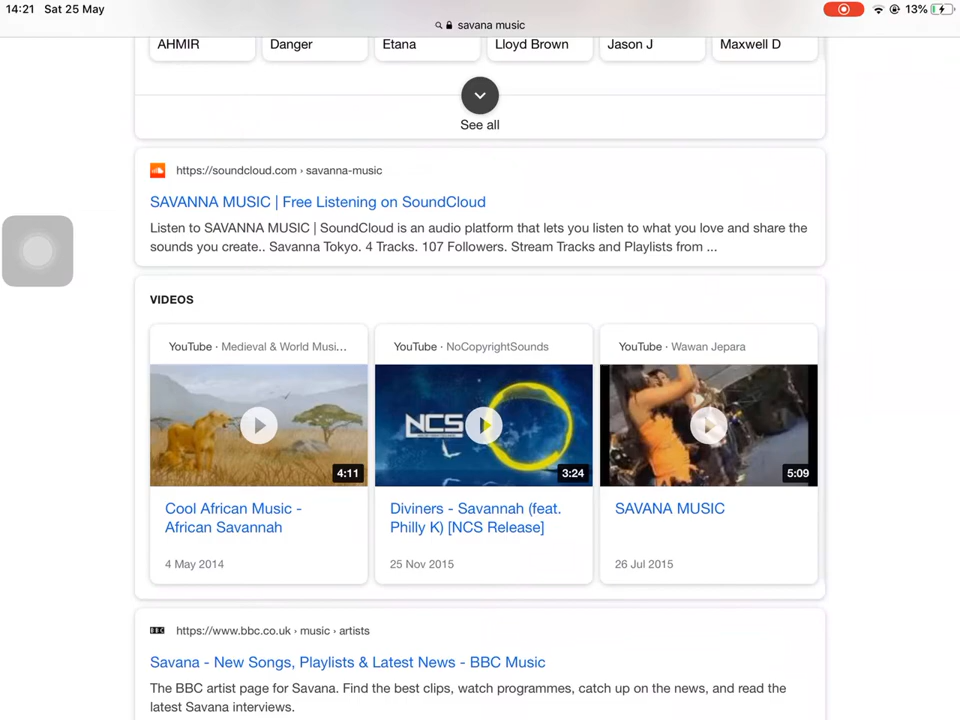 14:21 Sat 25 May
savana music
13%
AHMIR
Danger
Etana
Lloyd Brown
Jason J
Maxwell D
See all
https://soundcloud.com › savanna-music
SAVANNA MUSIC | Free Listening on SoundCloud
Listen to SAVANNA MUSIC | SoundCloud is an audio platform that lets you listen to what you love and share the
sounds you create.. Savanna Tokyo. 4 Tracks. 107 Followers. Stream Tracks and Playlists from ...
VIDEOS
YouTube · Medieval & World Musi...
4:11
Cool African Music -
African Savannah
4 May 2014
YouTube · NoCopyrightSounds
NCS
3:24
Diviners - Savannah (feat.
Philly K) [NCS Release]
25 Nov 2015
YouTube · Wawan Jepara
5:09
SAVANA MUSIC
26 Jul 2015
BBC
https://www.bbc.co.uk › music › artists
Savana - New Songs, Playlists & Latest News - BBC Music
The BBC artist page for Savana. Find the best clips, watch programmes, catch up on the news, and read the
latest Savana interviews.